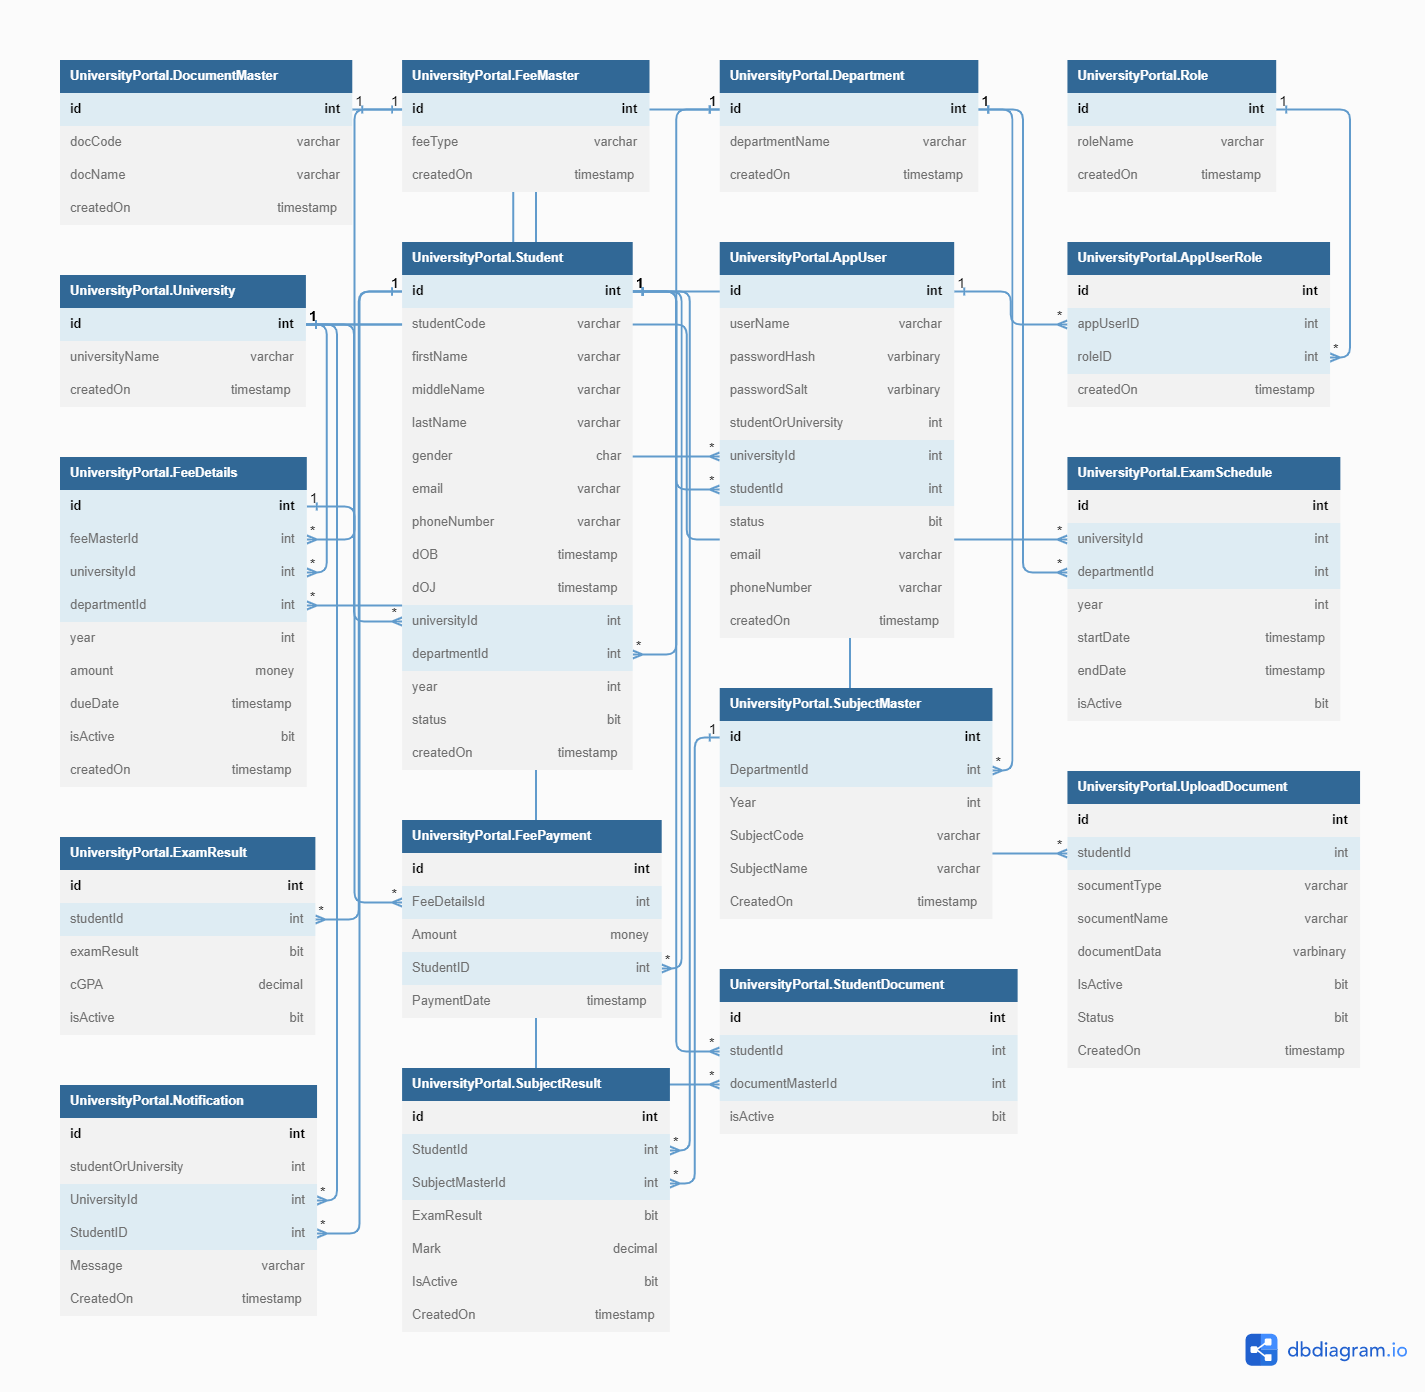 UniversityPortal.DocumentMaster
id int
docCode varchar
docName varchar
createdOn timestamp
1
UniversityPortal.FeeMaster
1
id int
feeType varchar
createdOn timestamp
UniversityPortal.Department
1
id int
1
departmentName varchar
createdOn timestamp
UniversityPortal.Role
id int
1
roleName varchar
createdOn timestamp
UniversityPortal.University
id int
1
universityName varchar
createdOn timestamp
UniversityPortal.Student
1
id int
1
studentCode varchar
firstName varchar
middleName varchar
lastName varchar
gender char
email varchar
phoneNumber varchar
dOB timestamp
dOJ timestamp
* universityId int
departmentId int *
year int
status bit
createdOn timestamp
UniversityPortal.AppUser
id int
1
userName varchar
passwordHash varbinary
passwordSalt varbinary
studentOrUniversity int
* universityId int
* studentId int
status bit
email varchar
phoneNumber varchar
createdOn timestamp
UniversityPortal.AppUserRole
id int
* appUserID int
roleID int *
createdOn timestamp
UniversityPortal.FeeDetails
id int
1
feeMasterId int *
universityId int *
departmentId int *
year int
amount money
dueDate timestamp
isActive bit
createdOn timestamp
UniversityPortal.ExamSchedule
id int
* universityId int
* departmentId int
year int
startDate timestamp
endDate timestamp
isActive bit
UniversityPortal.SubjectMaster
1
id int
DepartmentId int *
Year int
SubjectCode varchar
SubjectName varchar
CreatedOn timestamp
UniversityPortal.UploadDocument
id int
* studentId int
socumentType varchar
socumentName varchar
documentData varbinary
IsActive bit
Status bit
CreatedOn timestamp
UniversityPortal.ExamResult
id int
studentId int *
examResult bit
cGPA decimal
isActive bit
UniversityPortal.FeePayment
id int
* FeeDetailsId int
Amount money
StudentID int *
PaymentDate timestamp
UniversityPortal.StudentDocument
id int
* studentId int
* documentMasterId int
isActive bit
UniversityPortal.Notification
id int
studentOrUniversity int
UniversityId int *
StudentID int *
Message varchar
CreatedOn timestamp
UniversityPortal.SubjectResult
id int
StudentId int *
SubjectMasterId int *
ExamResult bit
Mark decimal
IsActive bit
CreatedOn timestamp
dbdiagram.io